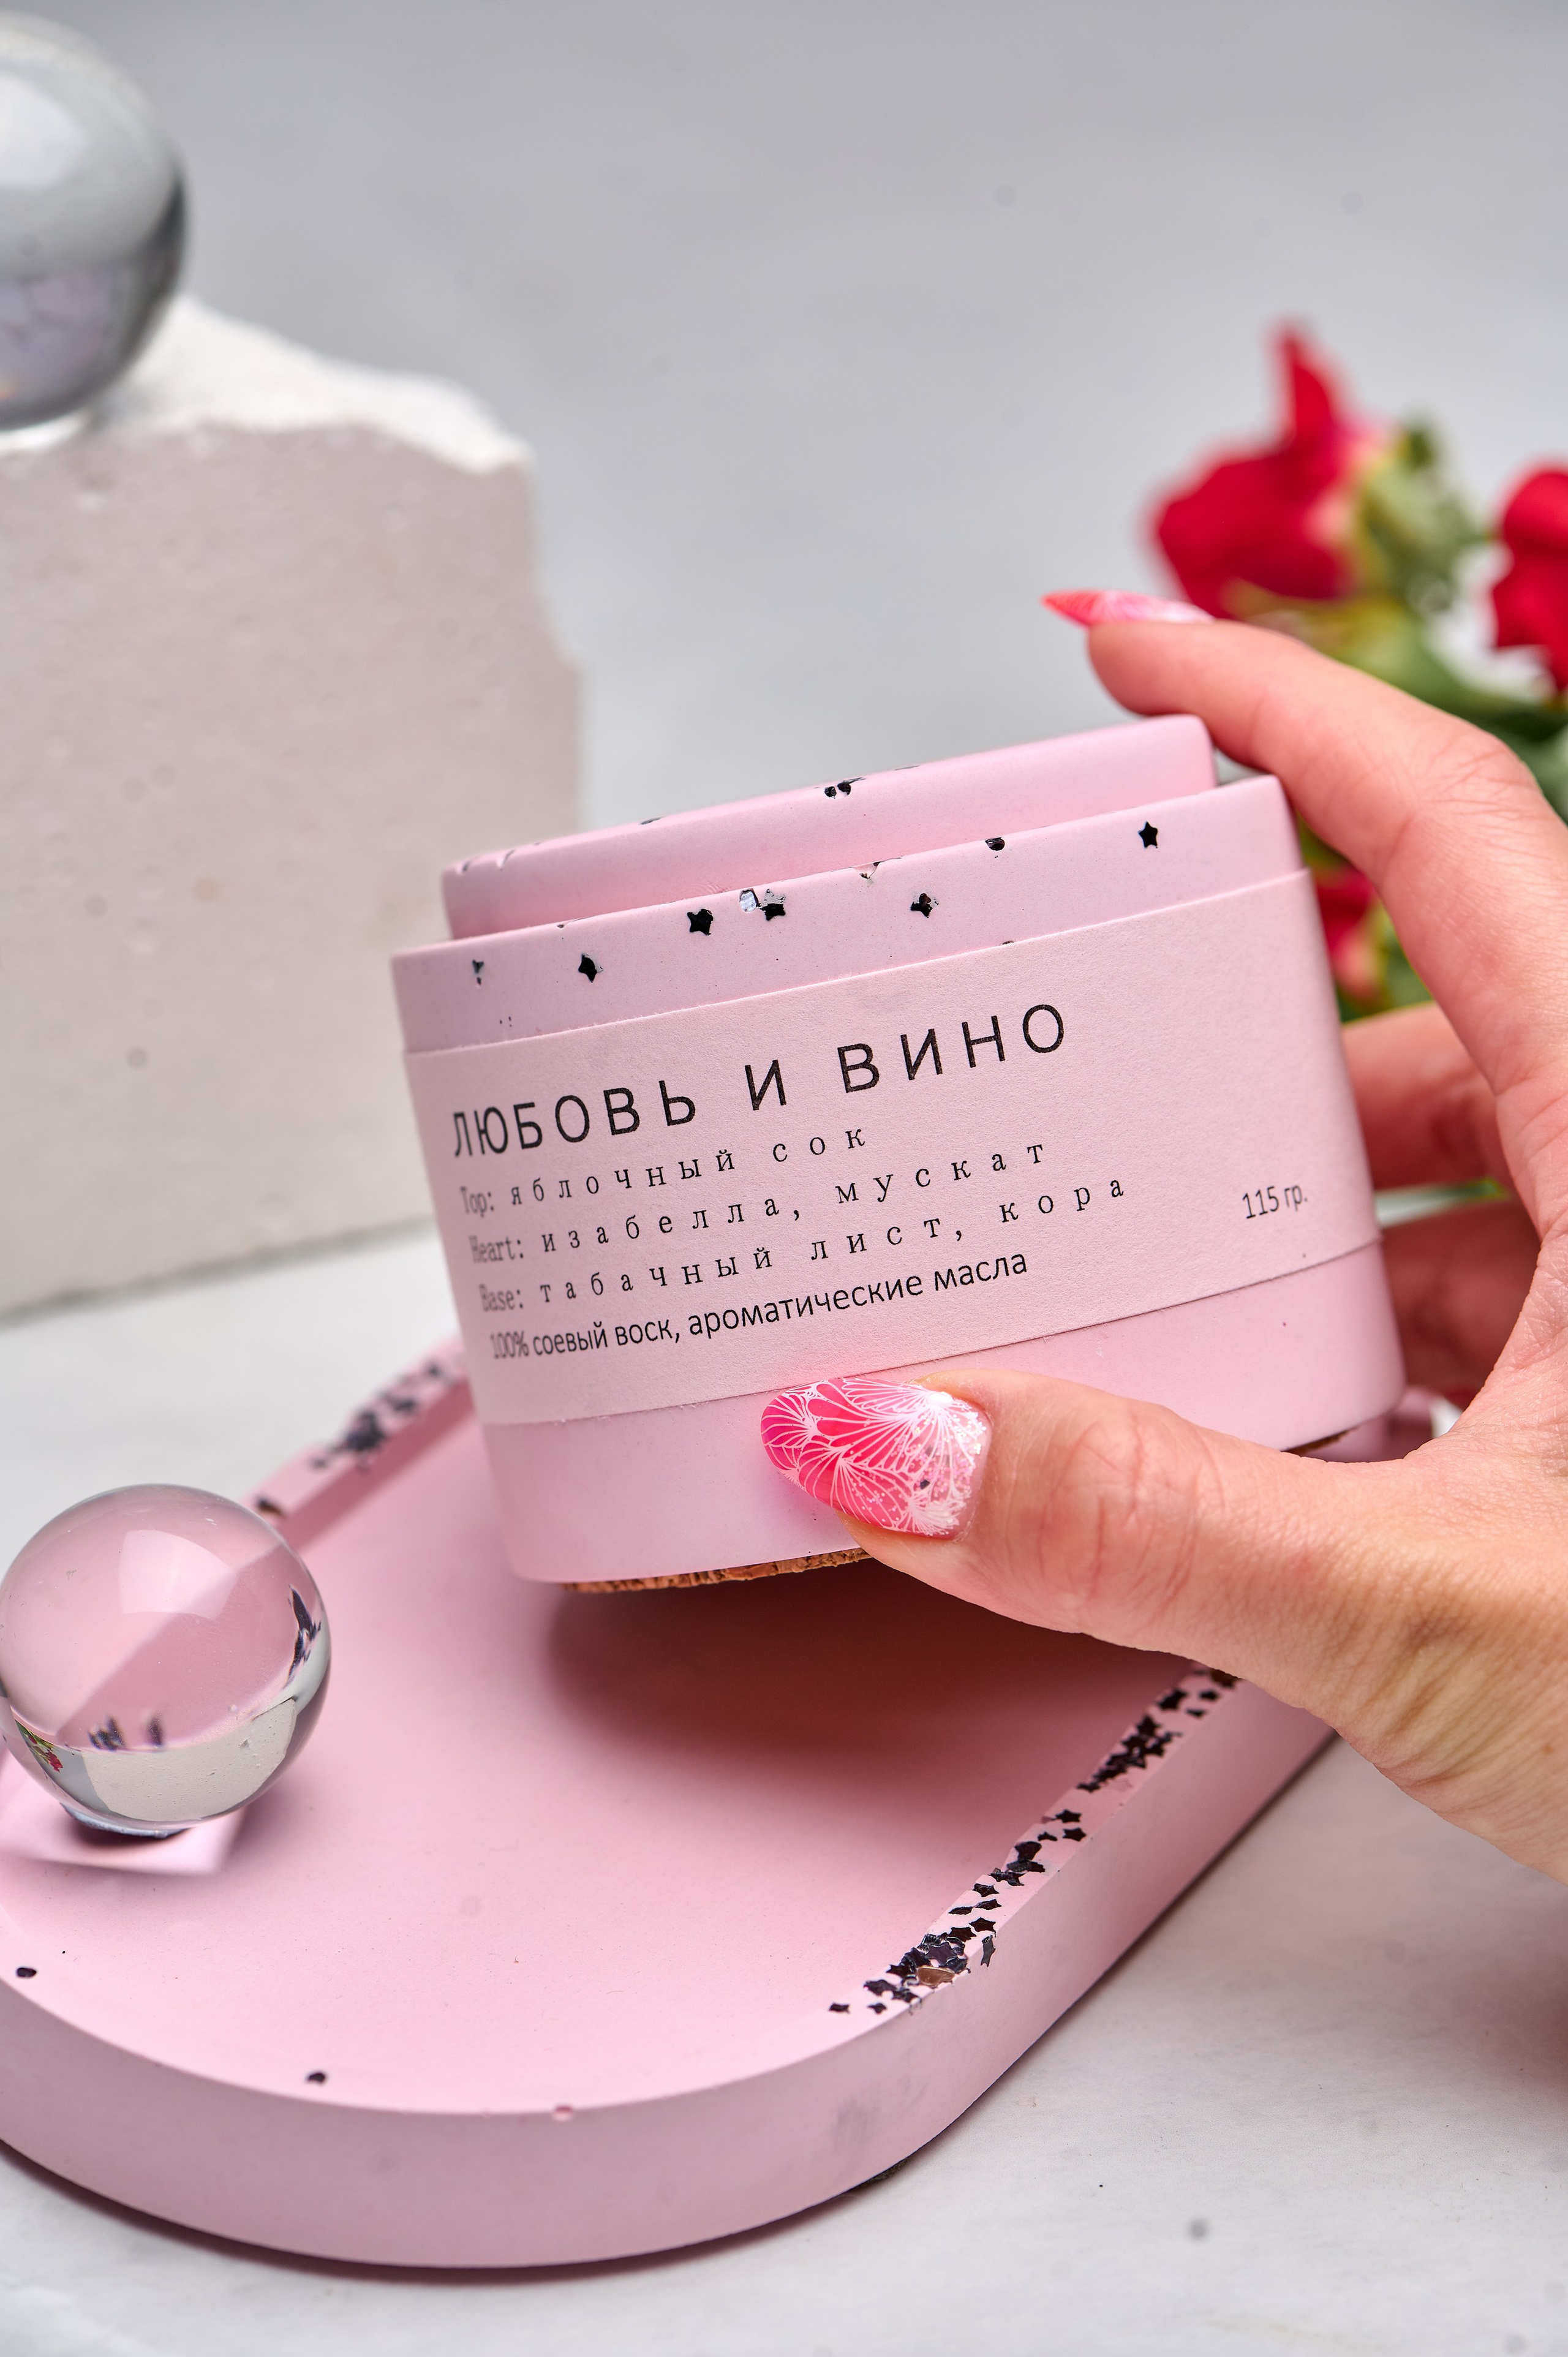 ЛЮБОВЬ И ВИНО
Top: яблочный сок
Heart: изабелла, мускат
Base: табачный лист, кора
100% соевый воск, ароматические масла
115 гр.